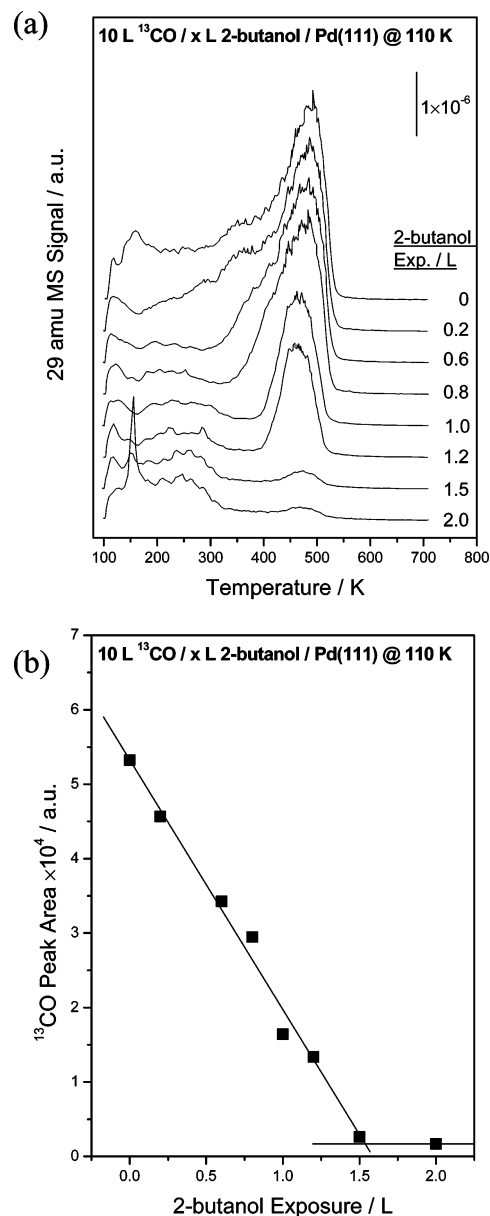 (a)
10 L ¹³CO / x L 2-butanol / Pd(111) @ 110 K
1×10⁻⁶
2-butanol
Exp. / L
0
0.2
0.6
0.8
1.0
1.2
1.5
2.0
29 amu MS Signal / a.u.
100 200 300 400 500 600 700 800
Temperature / K
(b)
10 L ¹³CO / x L 2-butanol / Pd(111) @ 110 K
7
6
5
4
3
2
1
0
¹³CO Peak Area ×10⁴ / a.u.
0.0 0.5 1.0 1.5 2.0
2-butanol Exposure / L